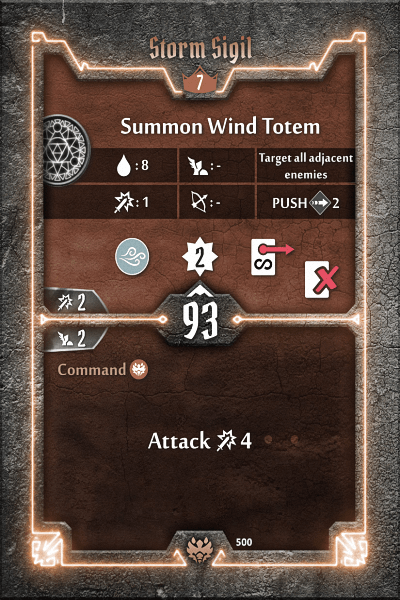 Storm Sigil
7
Summon Wind Totem
: 8
: -
Target all adjacent
enemies
: 1
: -
PUSH 2
2
S
2
93
2
Command
Attack 4
500